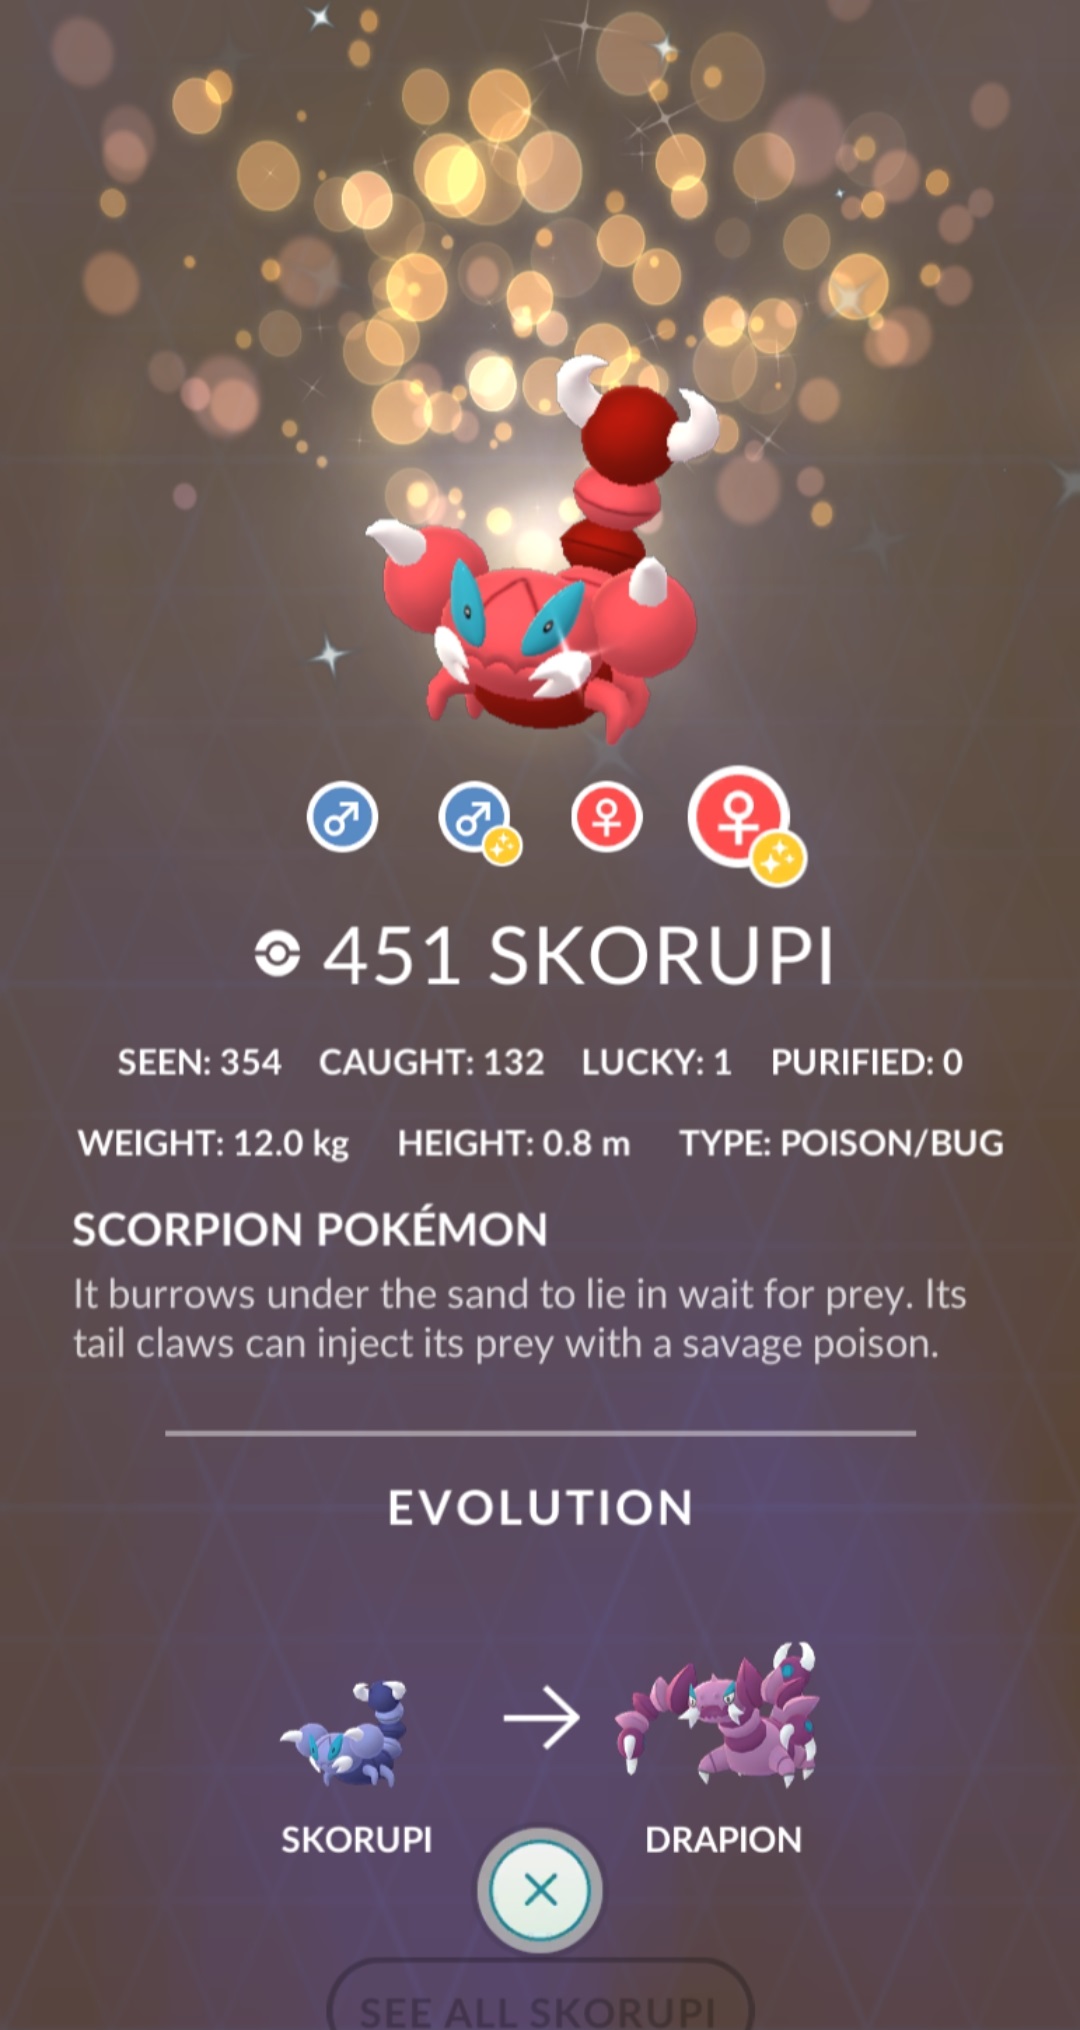 451 SKORUPI
SEEN: 354 CAUGHT: 132 LUCKY: 1 PURIFIED: 0
WEIGHT: 12.0 kg HEIGHT: 0.8 m TYPE: POISON/BUG
SCORPION POKÉMON
It burrows under the sand to lie in wait for prey. Its
tail claws can inject its prey with a savage poison.
EVOLUTION
SKORUPI DRAPION
SEE ALL SKORUPI